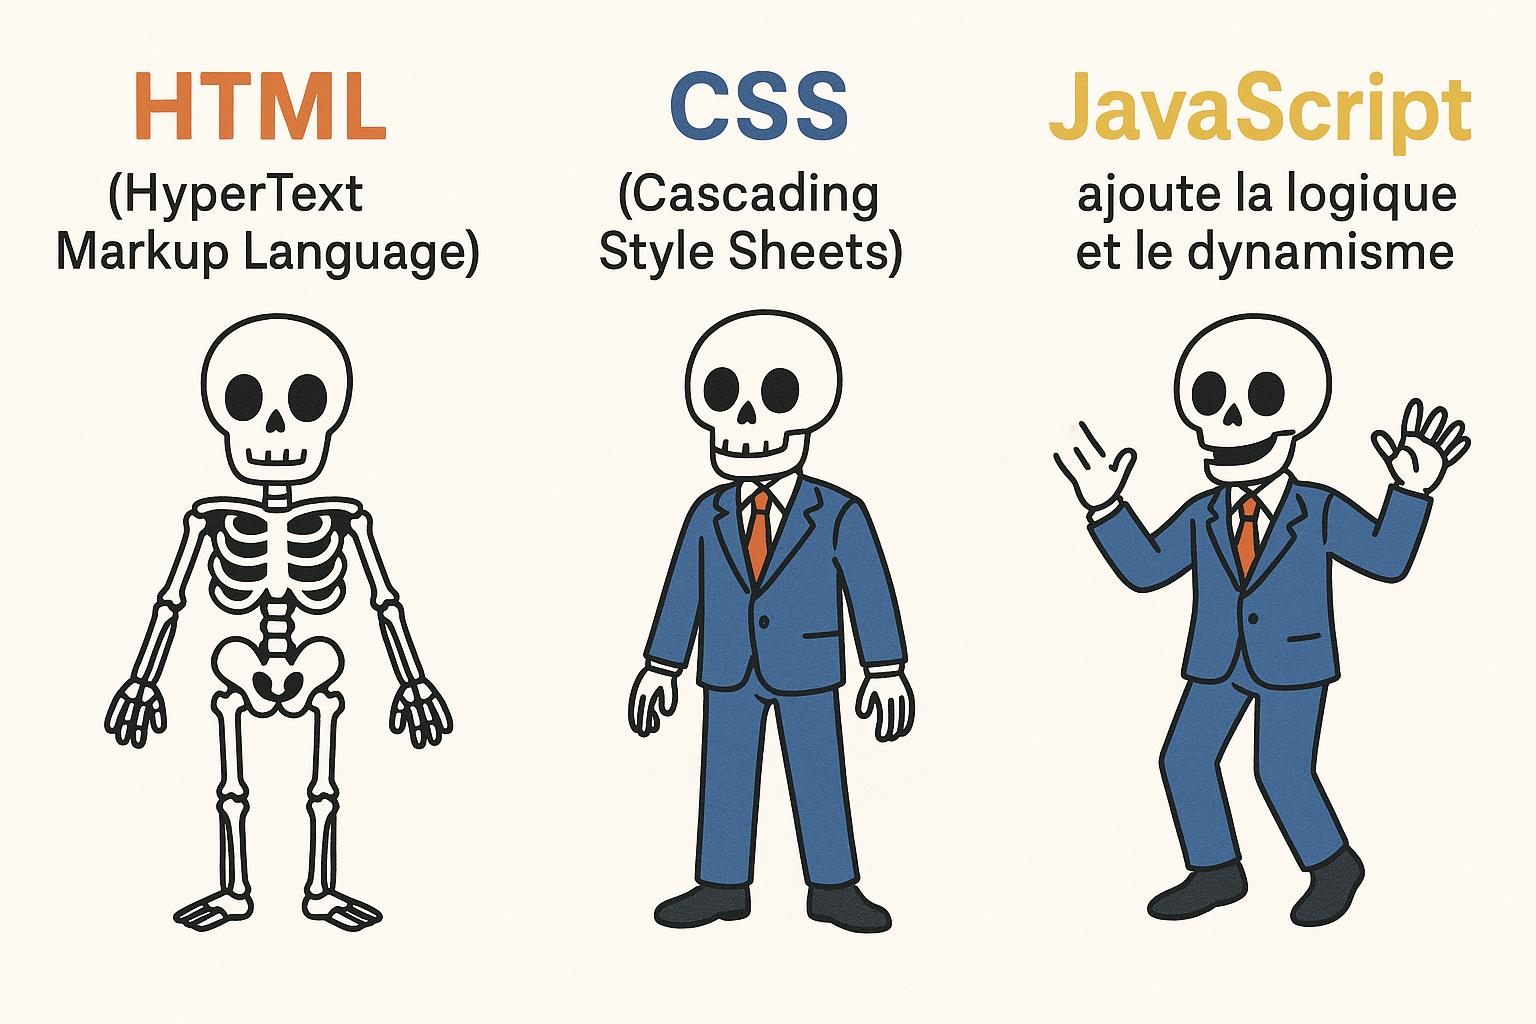 HTML
(HyperText
Markup Language)
CSS
(Cascading
Style Sheets)
JavaScript
ajoute la logique
et le dynamisme